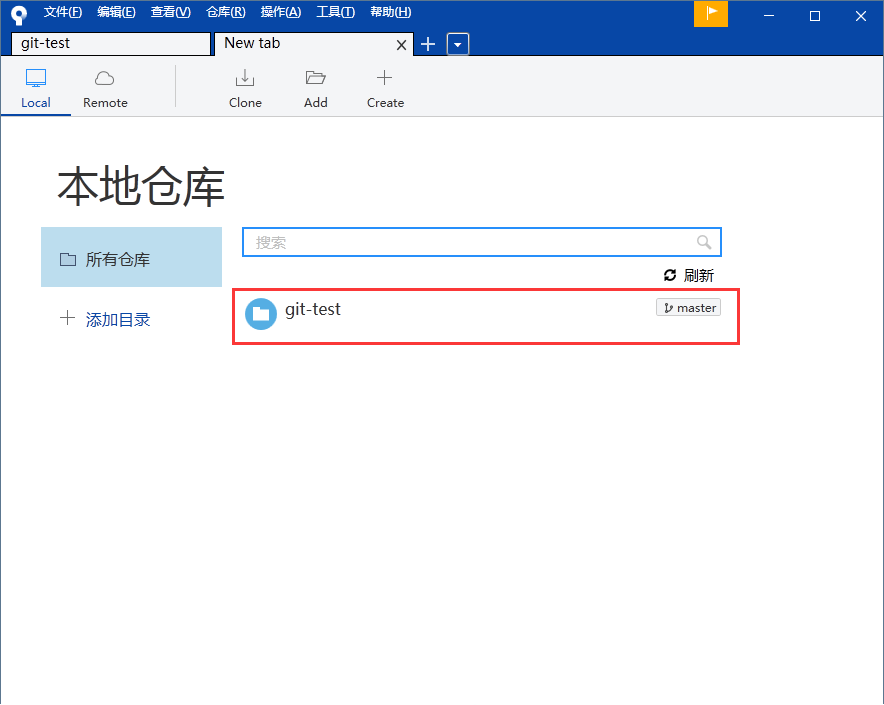 文件(F) 编辑(E) 查看(V) 仓库(R) 操作(A) 工具(T) 帮助(H)
git-test New tab
Local Remote Clone Add Create
本地仓库
所有仓库
添加目录
搜索
刷新
git-test master